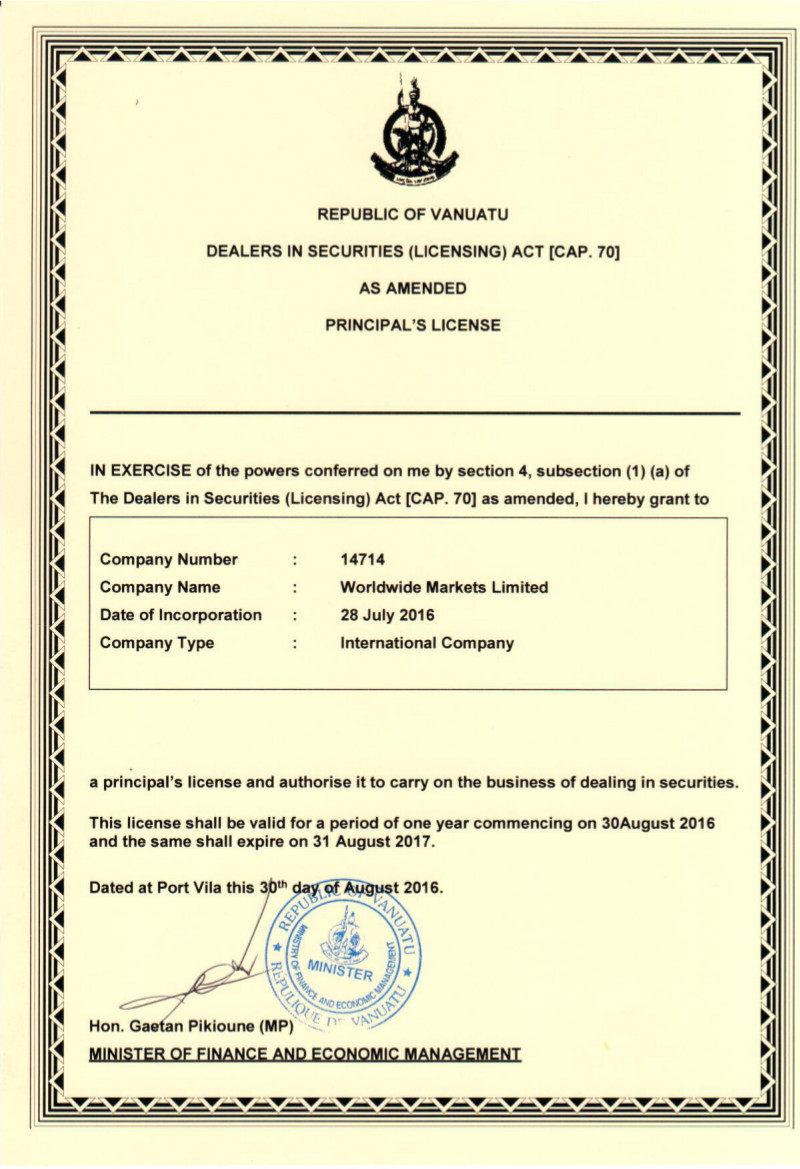 REPUBLIC OF VANUATU
DEALERS IN SECURITIES (LICENSING) ACT [CAP. 70]
AS AMENDED
PRINCIPAL'S LICENSE
IN EXERCISE of the powers conferred on me by section 4, subsection (1) (a) of
The Dealers in Securities (Licensing) Act [CAP. 70] as amended, I hereby grant to
Company Number : 14714
Company Name : Worldwide Markets Limited
Date of Incorporation : 28 July 2016
Company Type : International Company
a principal's license and authorise it to carry on the business of dealing in securities.
This license shall be valid for a period of one year commencing on 30August 2016
and the same shall expire on 31 August 2017.
Dated at Port Vila this 30th day of August 2016.
REPUBLIC OF VANUATU
MINISTRY OF FINANCE AND ECONOMIC MANAGEMENT
MINISTER
REPULIQUE DE VANUATU
Hon. Gaetan Pikioune (MP)
MINISTER OF FINANCE AND ECONOMIC MANAGEMENT